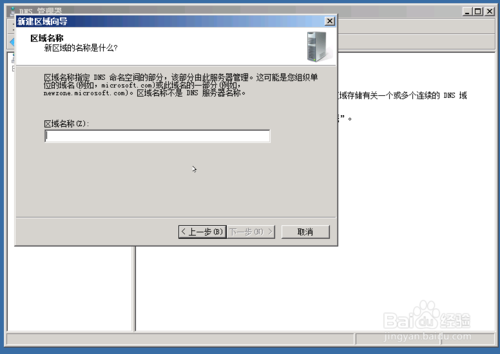 DNS 管理器
新建区域向导
区域名称
新区域的名称是什么?
区域名称指定 DNS 命名空间的部分，该部分由此服务器管理。这可能是您组织单
位的域名(例如，microsoft.com)或此域名的一部分(例如，
newzone.microsoft.com)。区域名称不是 DNS 服务器名称。
域存储有关一个或多个连续的 DNS 域
”。
区域名称(Z):
< 上一步(B)
下一步(N) >
取消
Baidu 经验
jingyan.baidu.com